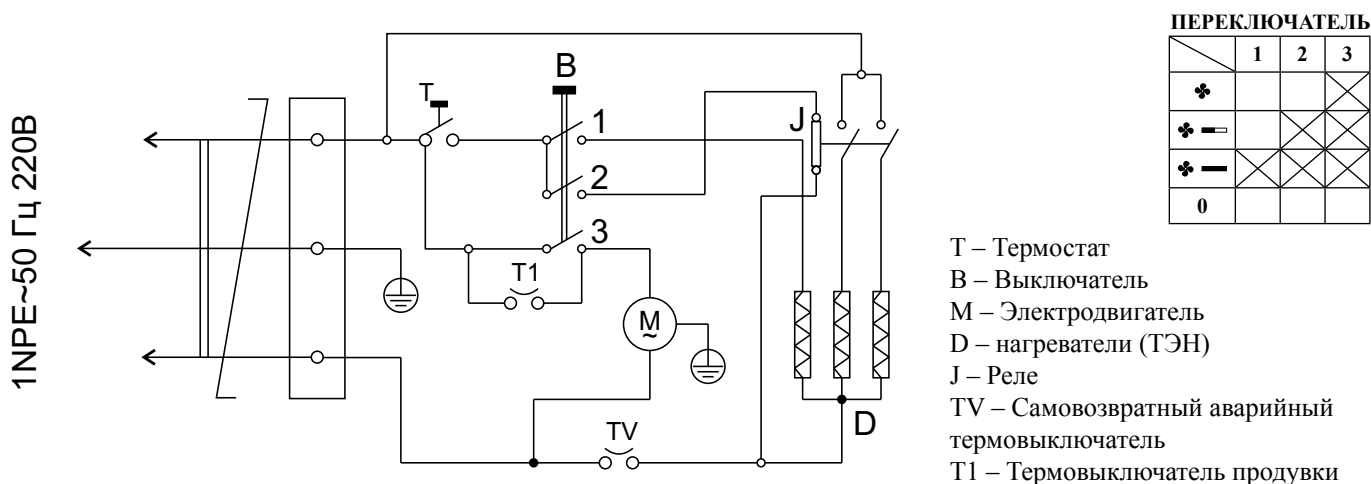 ПЕРЕКЛЮЧАТЕЛЬ
1 2 3
0
1NPE~50 Гц 220В
T
B
1
2
3
J
T1
M
~
TV
D
T – Термостат
B – Выключатель
M – Электродвигатель
D – нагреватели (ТЭН)
J – Реле
TV – Самовозвратный аварийный
термовыключатель
T1 – Термовыключатель продувки